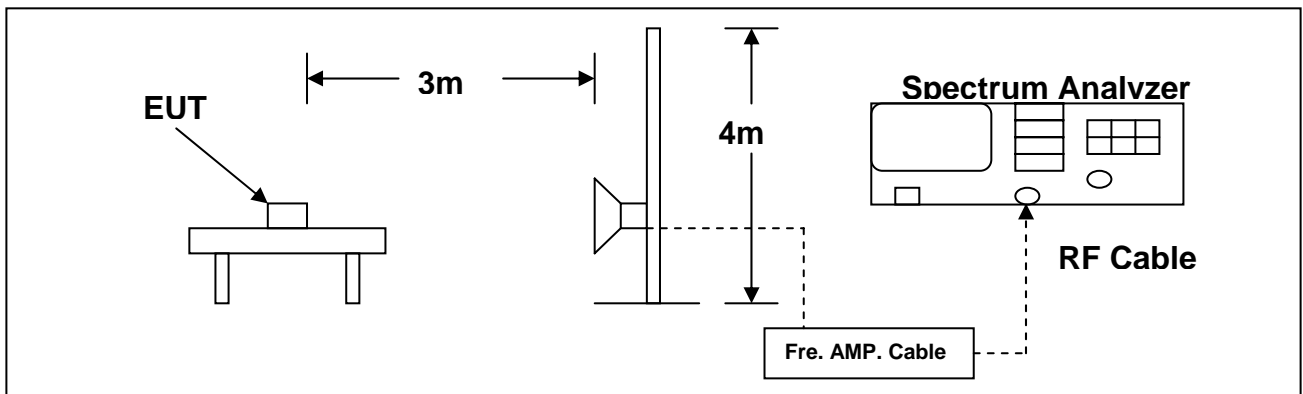 3m
Spectrum Analyzer
EUT
4m
RF Cable
Fre. AMP. Cable